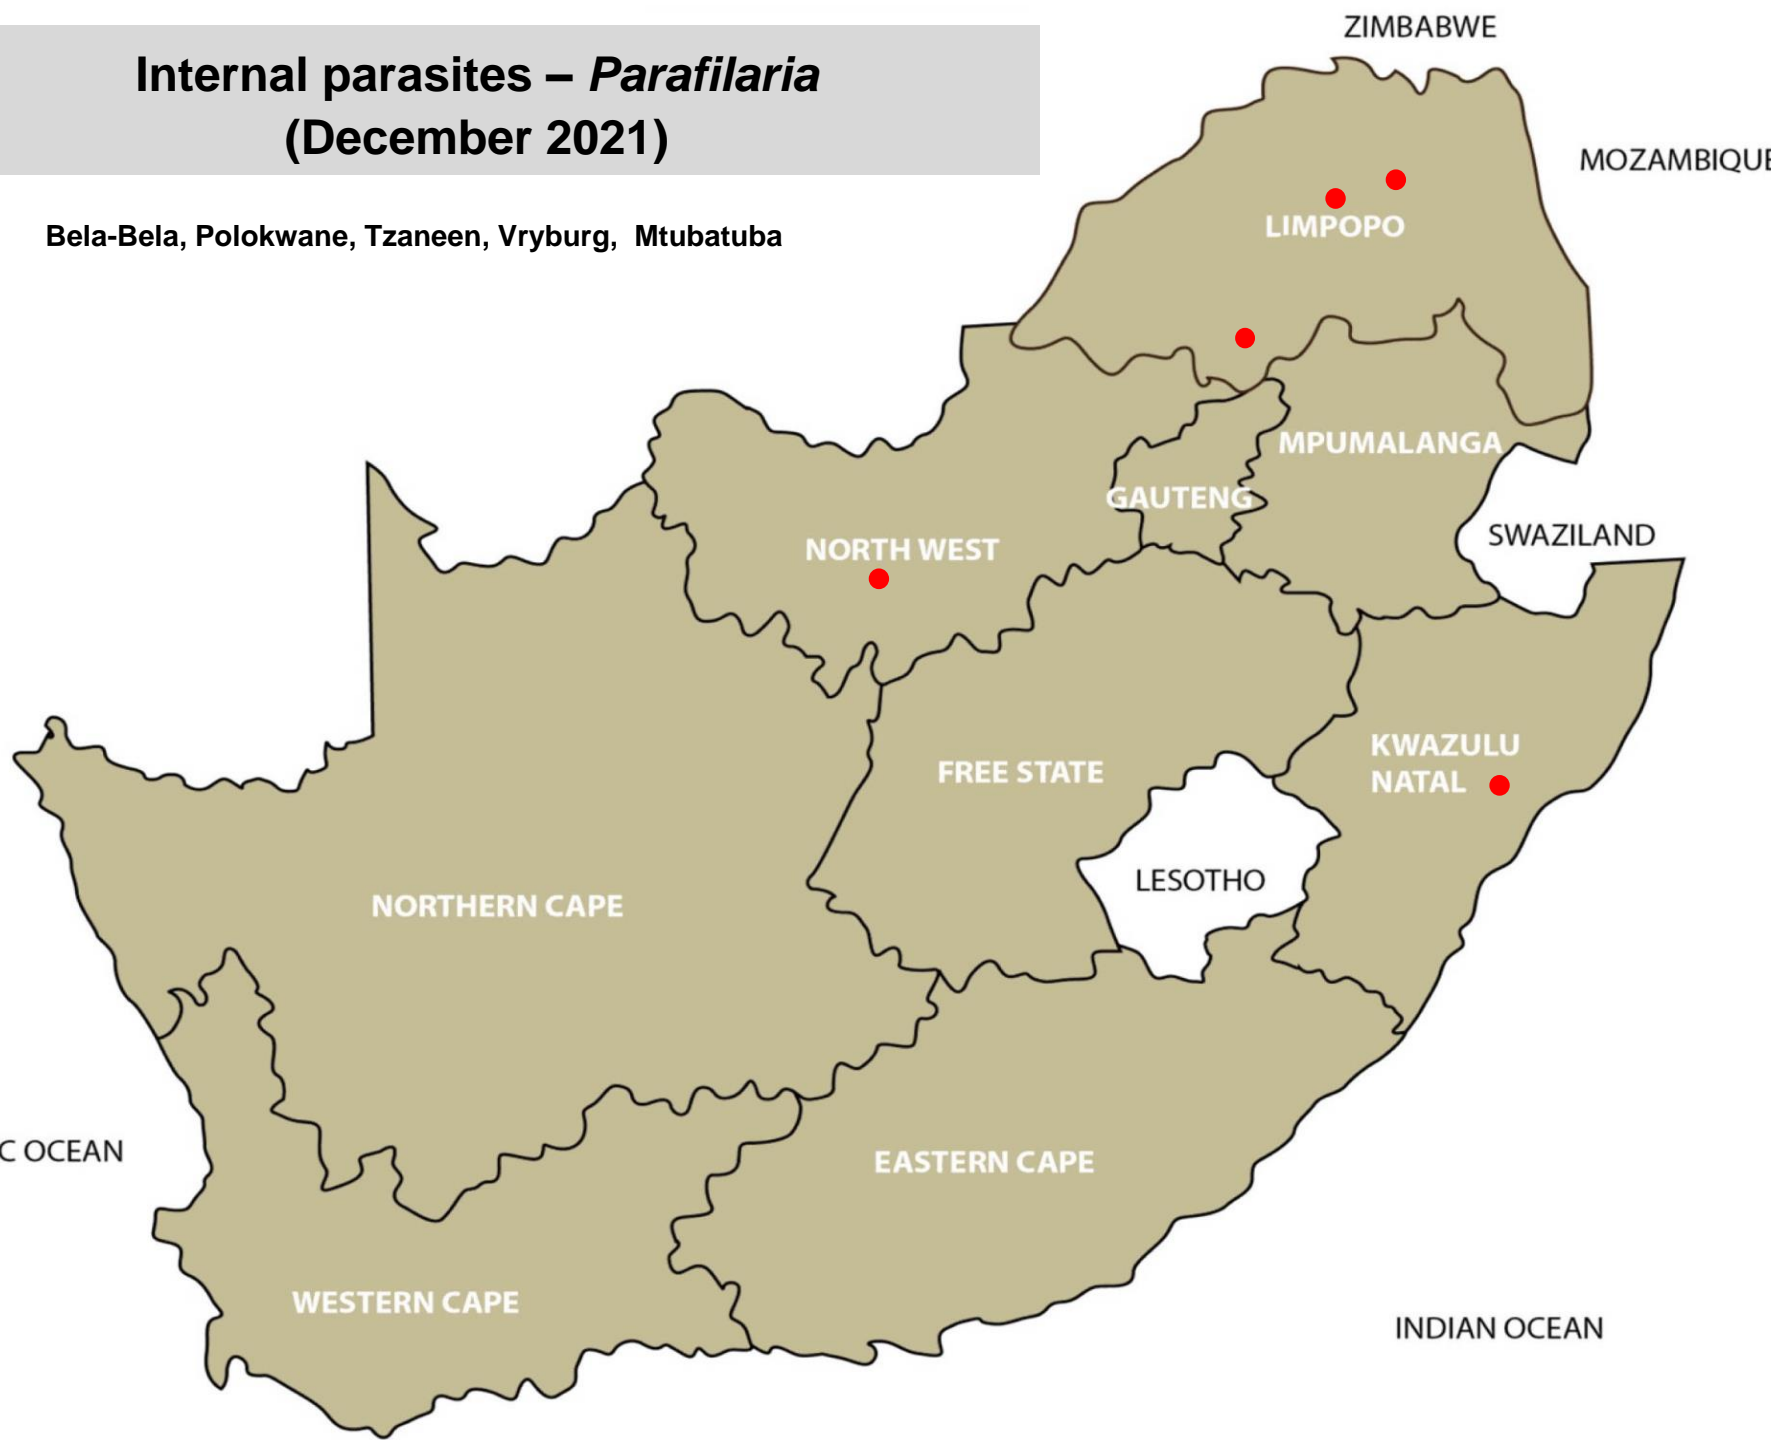 Internal parasites – Parafilaria
(December 2021)
Bela-Bela, Polokwane, Tzaneen, Vryburg,  Mtubatuba
ZIMBABWE
MOZAMBIQUE
LIMPOPO
MPUMALANGA
GAUTENG
SWAZILAND
NORTH WEST
KWAZULU
NATAL
FREE STATE
LESOTHO
NORTHERN CAPE
C OCEAN
EASTERN CAPE
WESTERN CAPE
INDIAN OCEAN